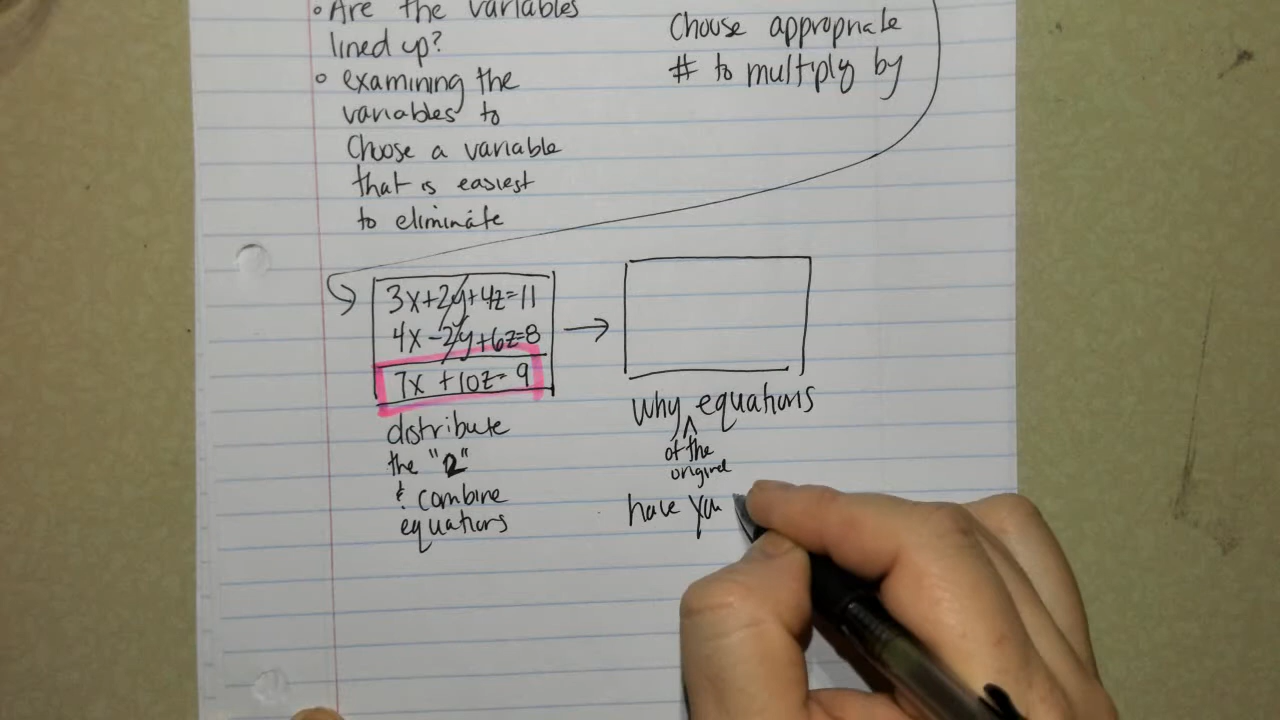 • Are the variables
lined up?
• examining the
variables to
Choose a variable
that is easiest
to eliminate
Choose appropriate
# to multiply by
3x+2y+4z=11
4x-2y+6z=8
7x +10z= 9
distribute
the "2"
& combine
equations
why ^ equations
of the
original
have you